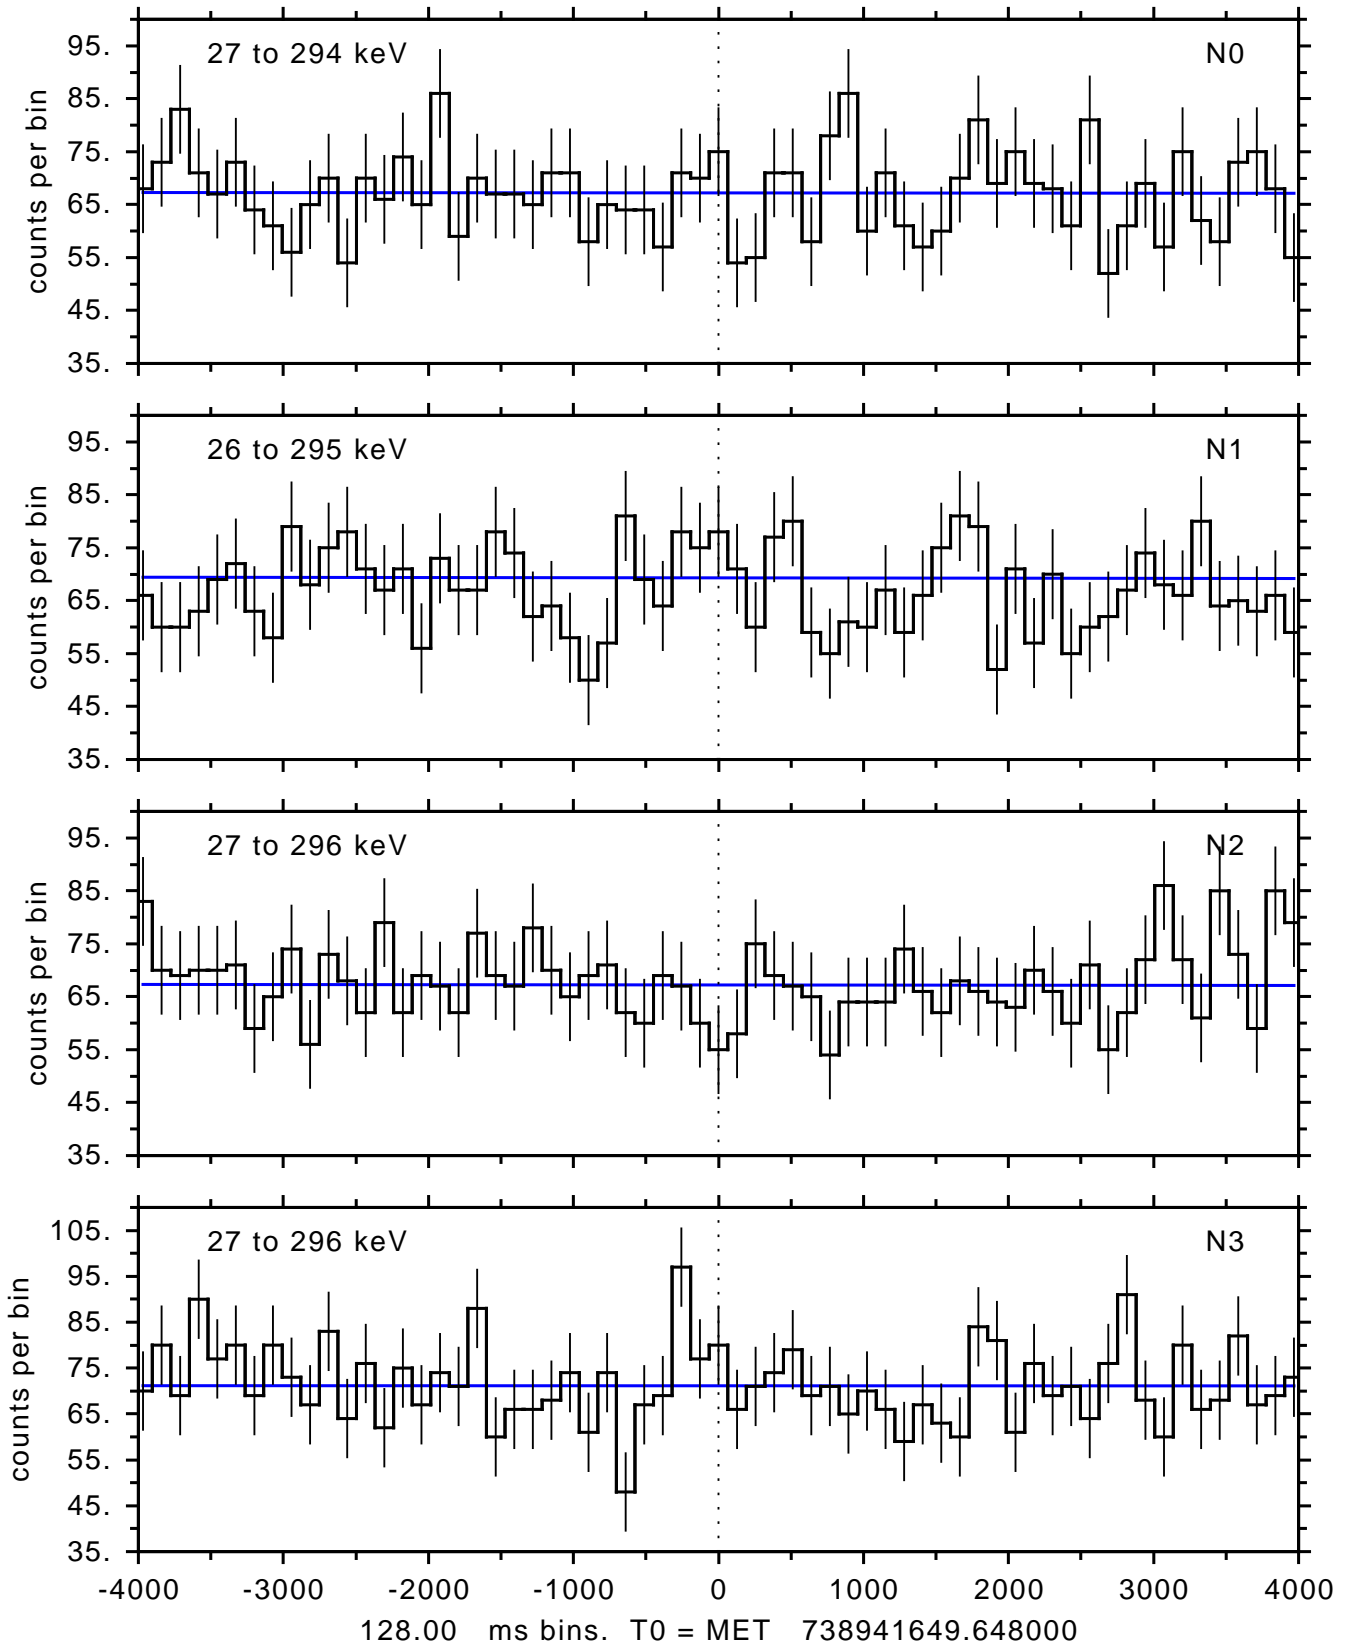 27 to 294 keV N0
95.
85.
75.
65.
55.
45.
35.
counts per bin
26 to 295 keV N1
95.
85.
75.
65.
55.
45.
35.
counts per bin
27 to 296 keV N2
95.
85.
75.
65.
55.
45.
35.
counts per bin
27 to 296 keV N3
105.
95.
85.
75.
65.
55.
45.
35.
counts per bin
-4000 -3000 -2000 -1000 0 1000 2000 3000 4000
128.00 ms bins. T0 = MET 738941649.648000